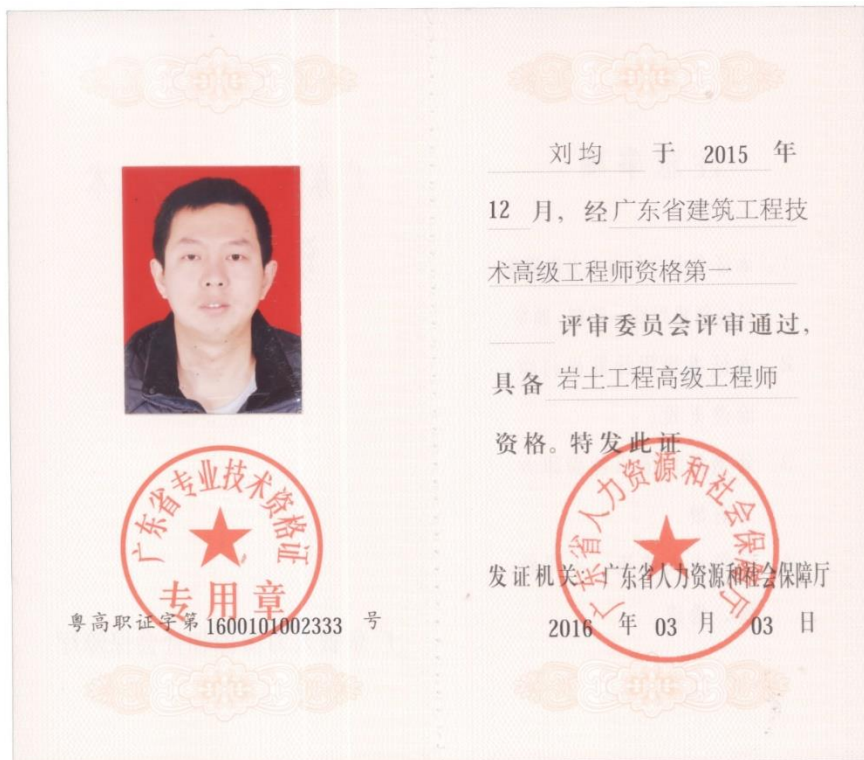 广东省专业技术资格证
专用章
粤高职证字第 1600101002333 号
刘均 于 2015 年
12 月，经广东省建筑工程技
术高级工程师资格第一
评审委员会评审通过，
具备 岩土工程高级工程师
资格。特发此证
广东省人力资源和社会保障厅
发证机关 广东省人力资源和社会保障厅
2016 年 03 月 03 日